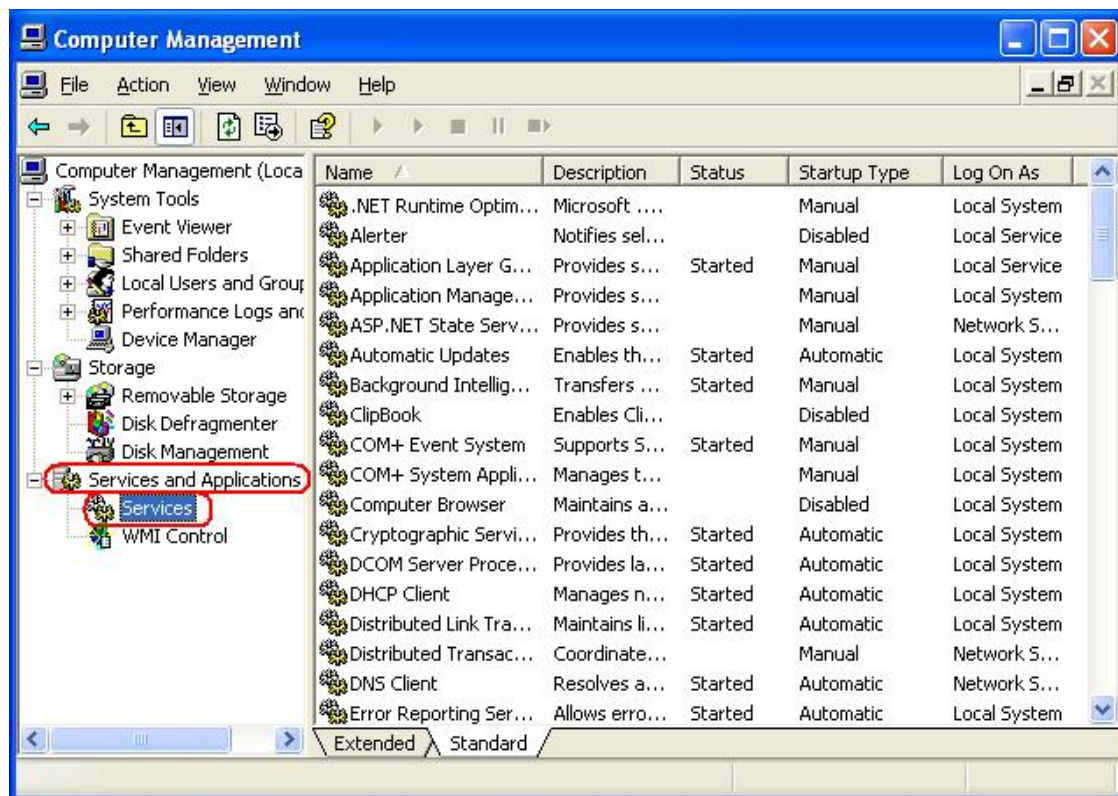 Computer Management
File Action View Window Help
Computer Management (Loca
System Tools
Event Viewer
Shared Folders
Local Users and Group
Performance Logs and
Device Manager
Storage
Removable Storage
Disk Defragmenter
Disk Management
Services and Applications
Services
WMI Control
Name Description Status Startup Type Log On As
.NET Runtime Optim... Microsoft .... Manual Local System
Alerter Notifies sel... Disabled Local Service
Application Layer G... Provides s... Started Manual Local Service
Application Manage... Provides s... Manual Local System
ASP.NET State Serv... Provides s... Manual Network S...
Automatic Updates Enables th... Started Automatic Local System
Background Intellig... Transfers ... Started Manual Local System
ClipBook Enables Cli... Disabled Local System
COM+ Event System Supports S... Started Manual Local System
COM+ System Appli... Manages t... Manual Local System
Computer Browser Maintains a... Disabled Local System
Cryptographic Servi... Provides th... Started Automatic Local System
DCOM Server Proce... Provides la... Started Automatic Local System
DHCP Client Manages n... Started Automatic Local System
Distributed Link Tra... Maintains li... Started Automatic Local System
Distributed Transac... Coordinate... Manual Network S...
DNS Client Resolves a... Started Automatic Network S...
Error Reporting Ser... Allows erro... Started Automatic Local System
Extended Standard